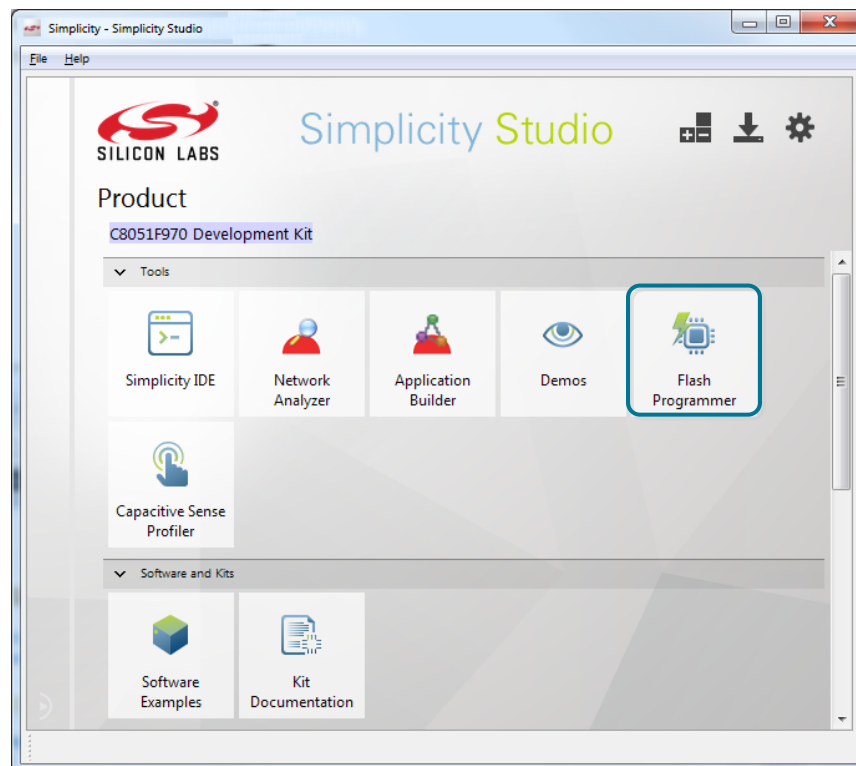 Simplicity - Simplicity Studio
File Help
SILICON LABS
Simplicity Studio
Product
C8051F970 Development Kit
Tools
Simplicity IDE
Network
Analyzer
Application
Builder
Demos
Flash
Programmer
Capacitive Sense
Profiler
Software and Kits
Software
Examples
Kit
Documentation